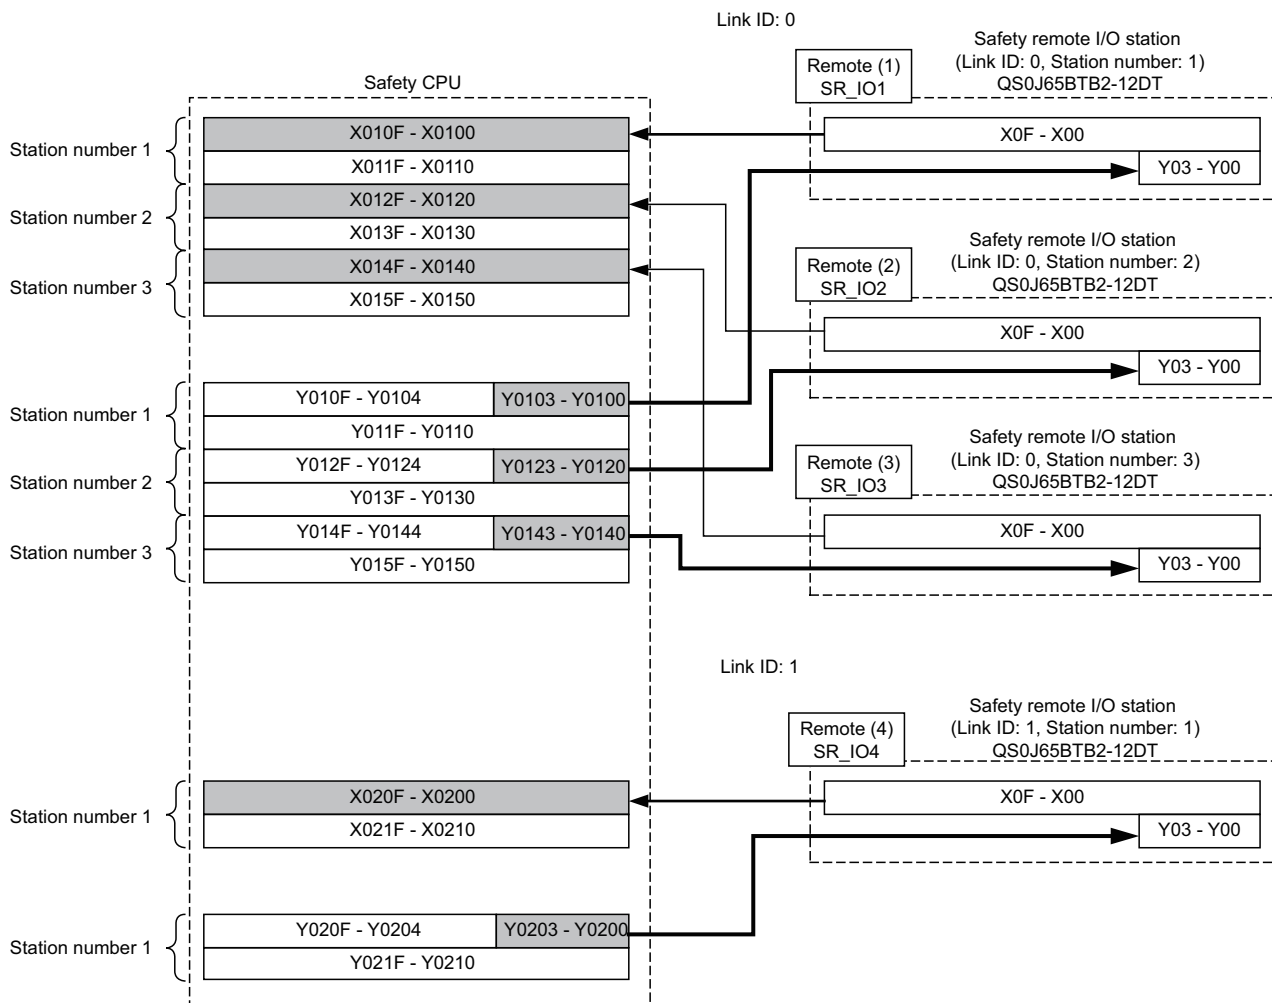 Link ID: 0
Safety CPU
Station number 1
X010F - X0100
X011F - X0110
Station number 2
X012F - X0120
X013F - X0130
Station number 3
X014F - X0140
X015F - X0150
Station number 1
Y010F - Y0104
Y0103 - Y0100
Y011F - Y0110
Station number 2
Y012F - Y0124
Y0123 - Y0120
Y013F - Y0130
Station number 3
Y014F - Y0144
Y0143 - Y0140
Y015F - Y0150
Remote (1)
SR_IO1
Safety remote I/O station
(Link ID: 0, Station number: 1)
QS0J65BTB2-12DT
X0F - X00
Y03 - Y00
Remote (2)
SR_IO2
Safety remote I/O station
(Link ID: 0, Station number: 2)
QS0J65BTB2-12DT
X0F - X00
Y03 - Y00
Remote (3)
SR_IO3
Safety remote I/O station
(Link ID: 0, Station number: 3)
QS0J65BTB2-12DT
X0F - X00
Y03 - Y00
Link ID: 1
Station number 1
X020F - X0200
X021F - X0210
Station number 1
Y020F - Y0204
Y0203 - Y0200
Y021F - Y0210
Remote (4)
SR_IO4
Safety remote I/O station
(Link ID: 1, Station number: 1)
QS0J65BTB2-12DT
X0F - X00
Y03 - Y00